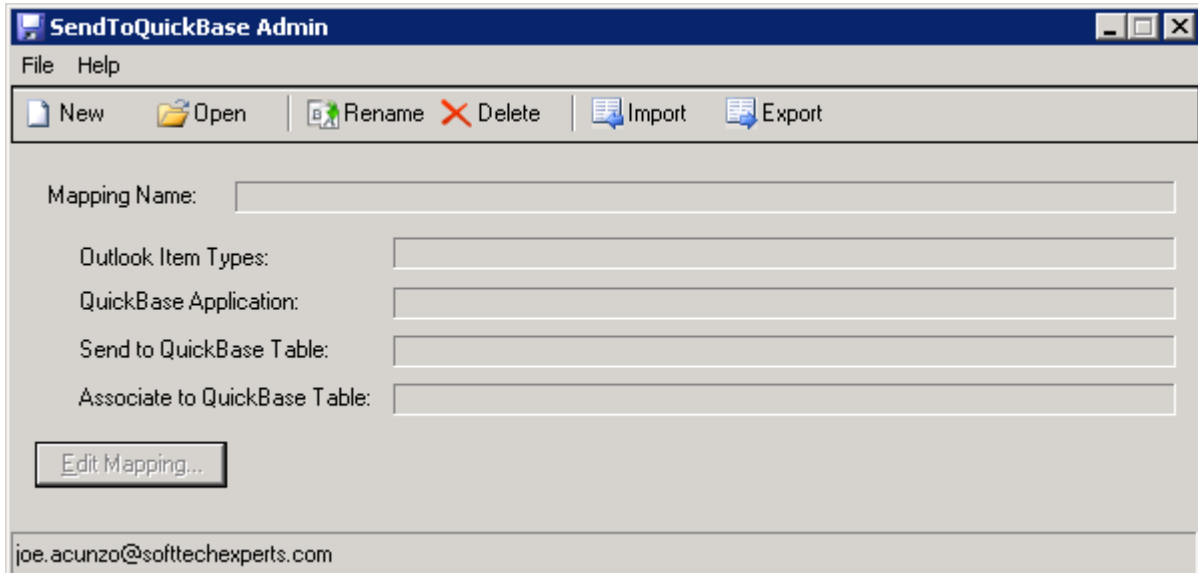 SendToQuickBase Admin
File Help
New Open Rename Delete Import Export
Mapping Name:
Outlook Item Types:
QuickBase Application:
Send to QuickBase Table:
Associate to QuickBase Table:
Edit Mapping...
joe.acunzo@softtechexperts.com